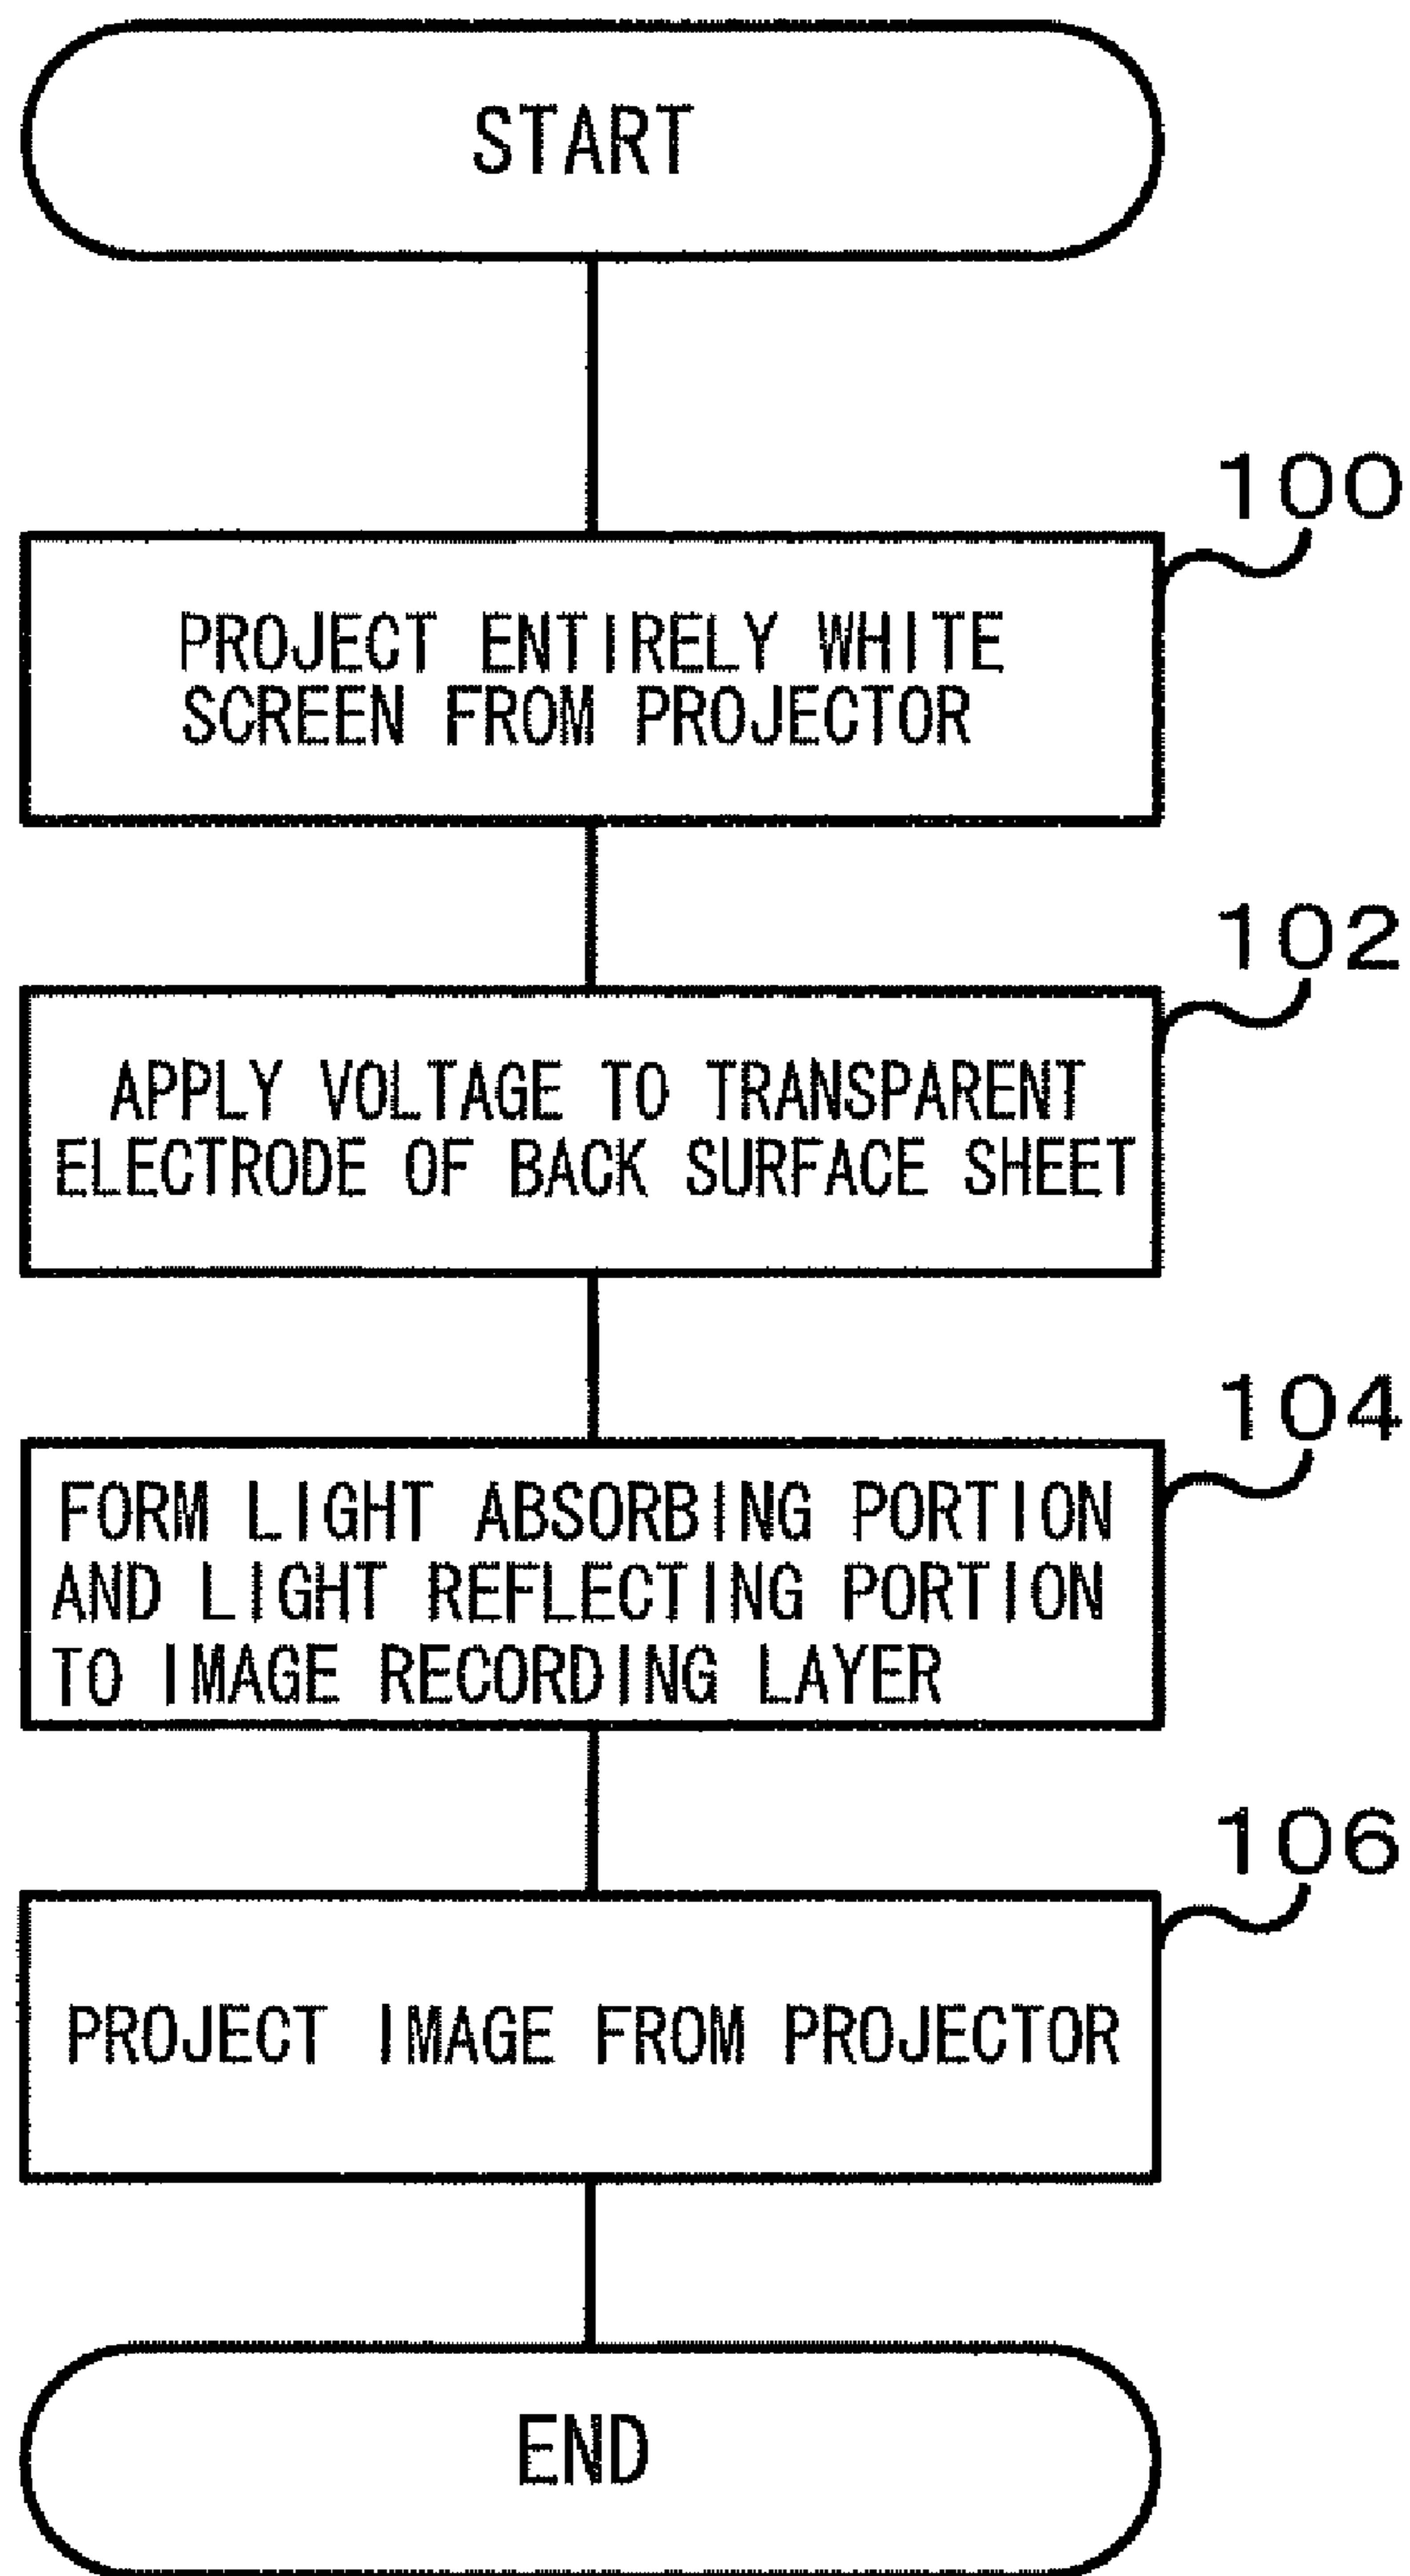 START
100
PROJECT ENTIRELY WHITE
SCREEN FROM PROJECTOR
102
APPLY VOLTAGE TO TRANSPARENT
ELECTRODE OF BACK SURFACE SHEET
104
FORM LIGHT ABSORBING PORTION
AND LIGHT REFLECTING PORTION
TO IMAGE RECORDING LAYER
106
PROJECT IMAGE FROM PROJECTOR
END